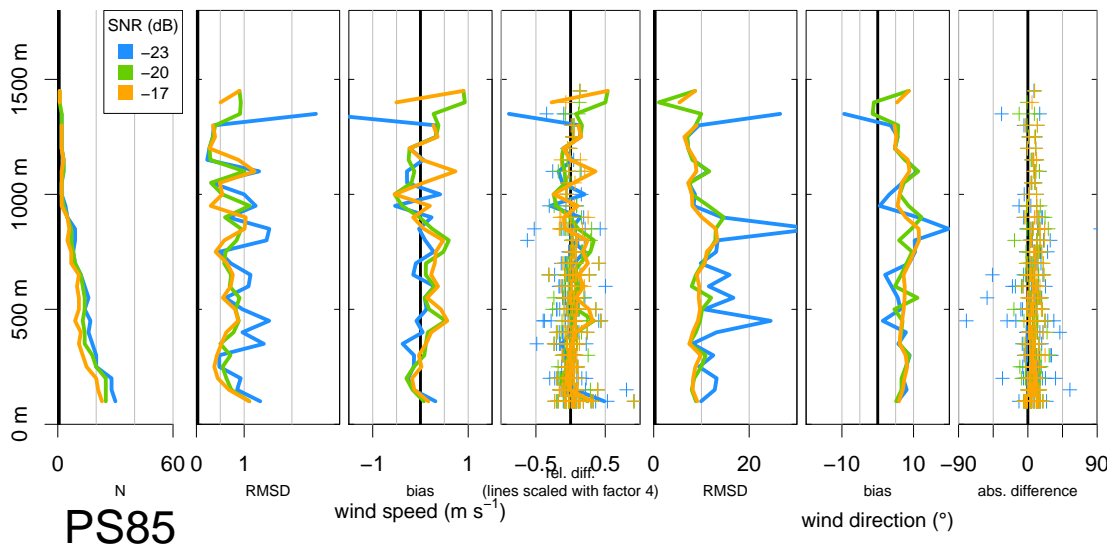 SNR (dB)
−23
−20
−17
0 m
500 m
1000 m
1500 m
0
60
0
1
−1
1
−0.5
0.5
0
20
−10
10
−90
0
90
N
RMSD
bias
rel. diff.
(lines scaled with factor 4)
RMSD
bias
abs. difference
wind speed (m s⁻¹)
wind direction (°)
PS85